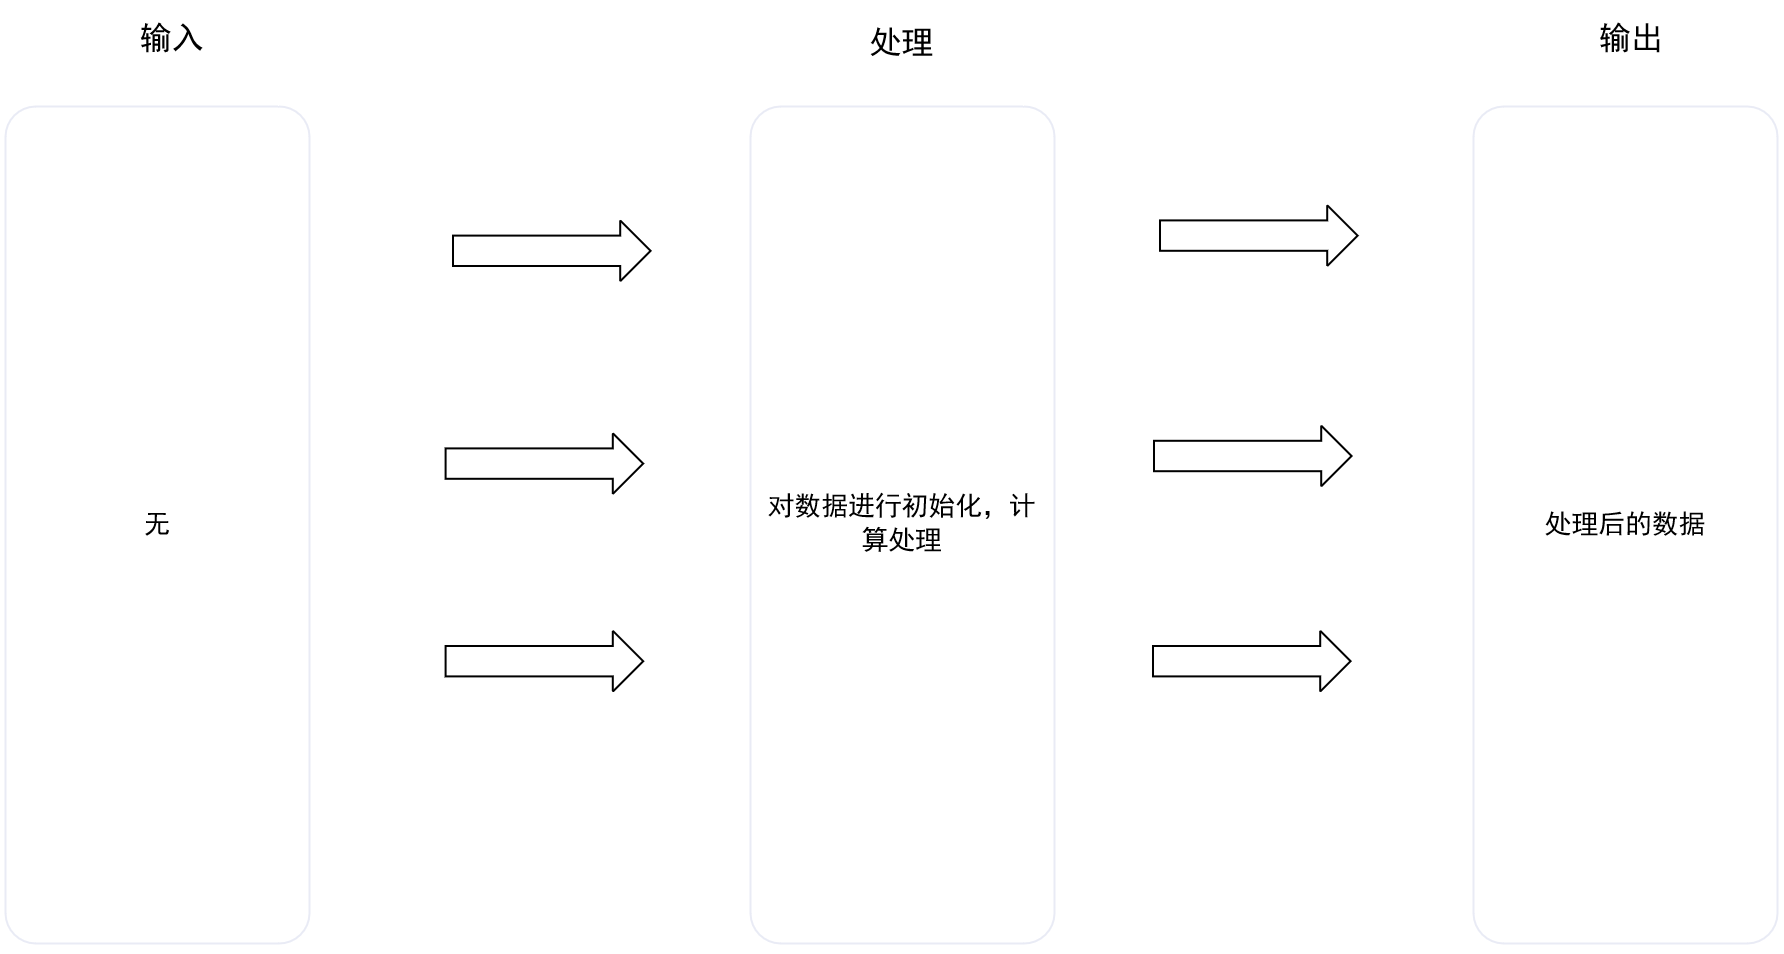 输入
处理
输出
无
对数据进行初始化，计
算处理
处理后的数据